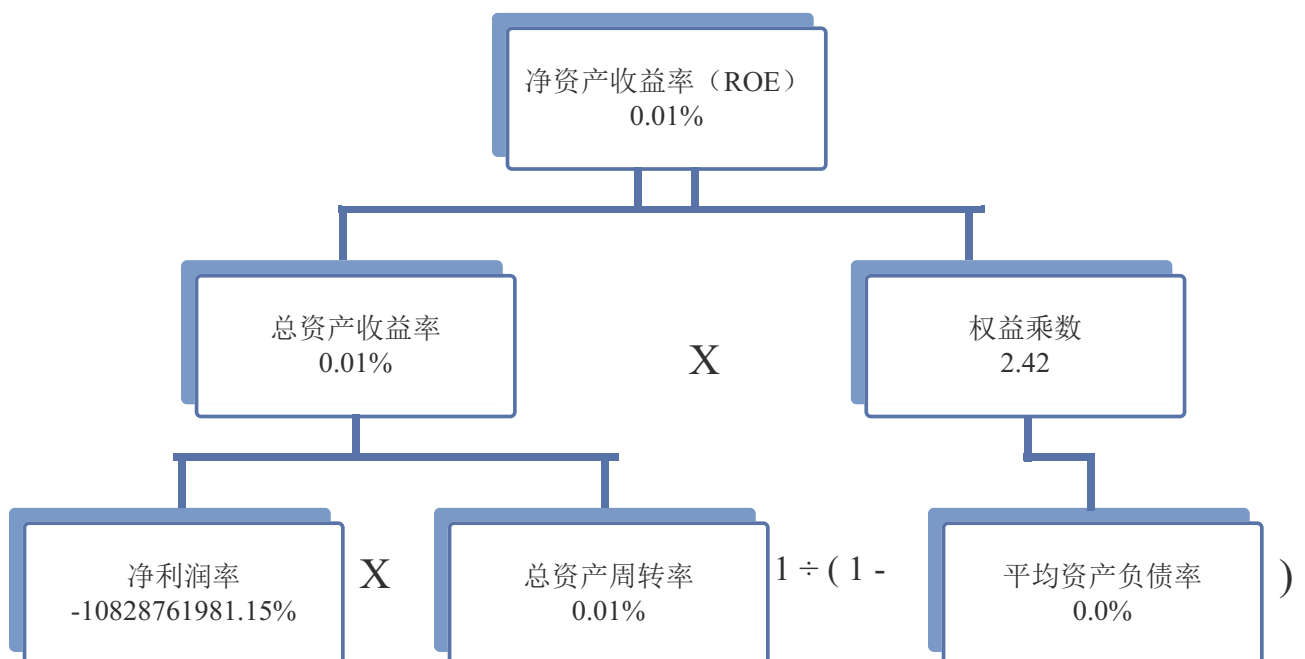 净资产收益率（ROE）
0.01%
总资产收益率
0.01%
X
权益乘数
2.42
净利润率
-10828761981.15%
X
总资产周转率
0.01%
1 ÷ ( 1 -
平均资产负债率
0.0%
)